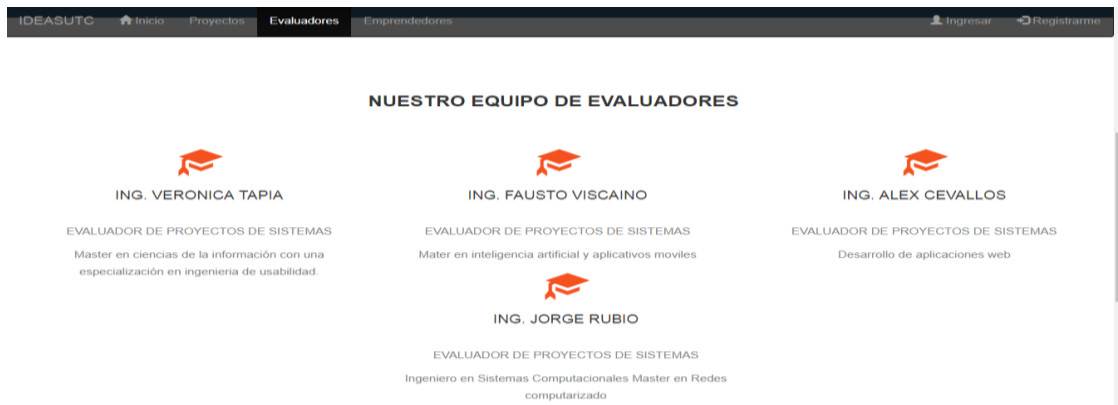 IDEASUTC Inicio Proyectos Evaluadores Emprendedores Ingresar Registrarme
NUESTRO EQUIPO DE EVALUADORES
ING. VERONICA TAPIA
EVALUADOR DE PROYECTOS DE SISTEMAS
Master en ciencias de la información con una
especialización en ingenieria de usabilidad.
ING. FAUSTO VISCAINO
EVALUADOR DE PROYECTOS DE SISTEMAS
Mater en inteligencia artificial y aplicativos moviles
ING. ALEX CEVALLOS
EVALUADOR DE PROYECTOS DE SISTEMAS
Desarrollo de aplicaciones web
ING. JORGE RUBIO
EVALUADOR DE PROYECTOS DE SISTEMAS
Ingeniero en Sistemas Computacionales Master en Redes
computarizado